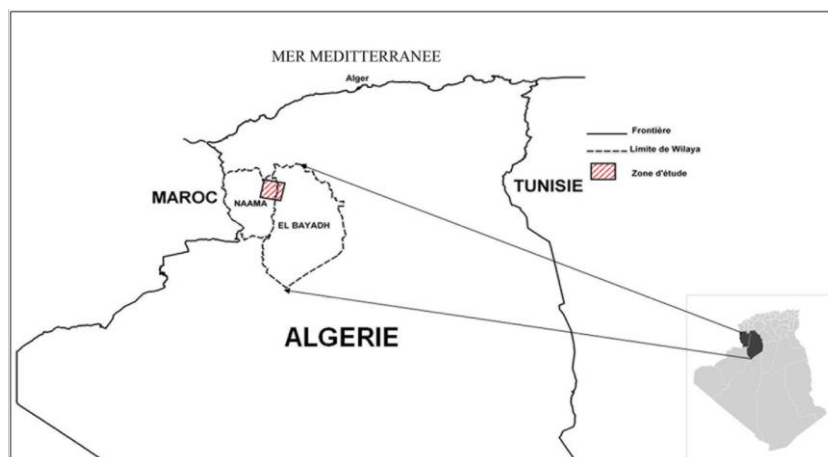 MER MEDITTERRANEE
Alger
Frontière
Limite de Wilaya
Zone d'étude
MAROC
TUNISIE
NAAMA
EL BAYADH
ALGERIE